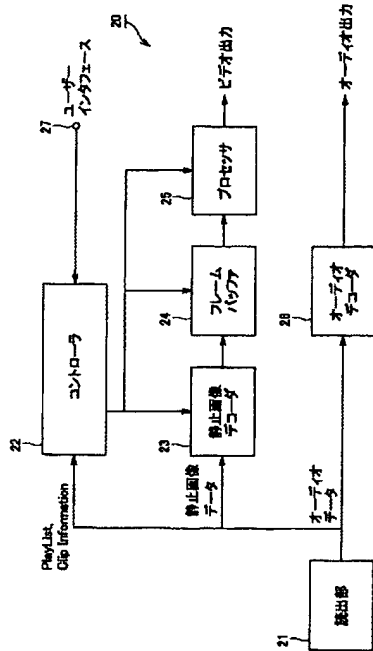 20
27
ユーザー
インタフェース
22
コントローラ
PlayList,
Clip Information
23
静止画像
デコーダ
24
フレーム
バッファ
25
プロセッサ
ビデオ出力
静止画像
データ
21
読出部
オーディオ
データ
26
オーディオ
デコーダ
オーディオ出力